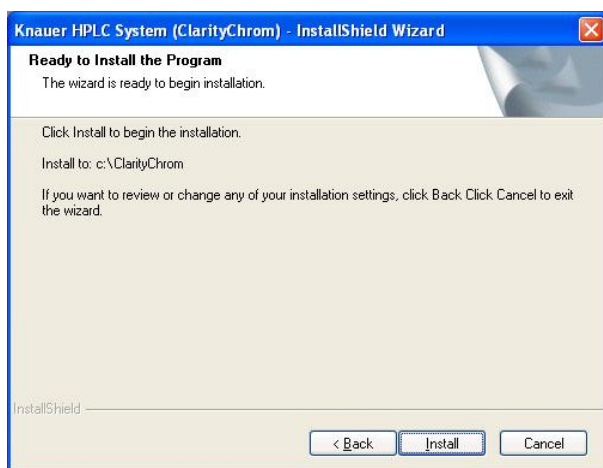 Knauer HPLC System (ClarityChrom) - InstallShield Wizard
Ready to Install the Program
The wizard is ready to begin installation.
Click Install to begin the installation.
Install to: c:\ClarityChrom
If you want to review or change any of your installation settings, click Back Click Cancel to exit
the wizard.
InstallShield
< Back Install Cancel